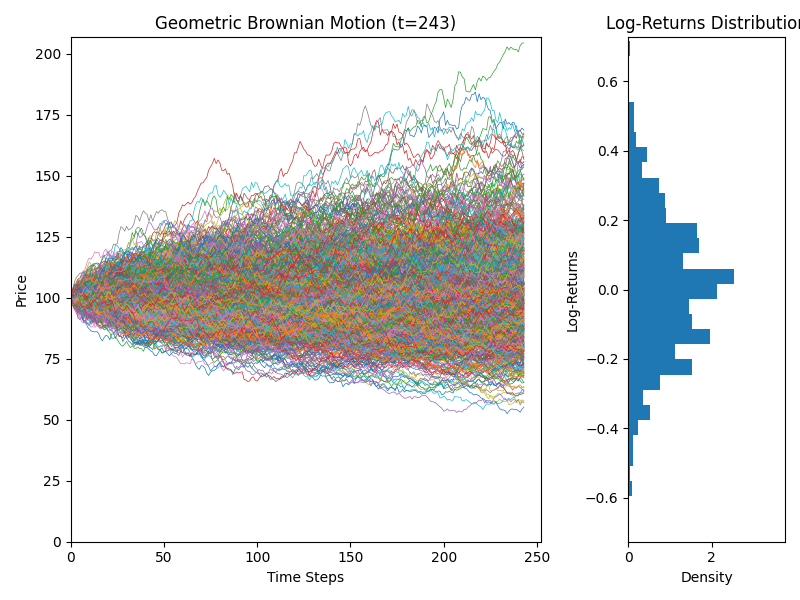 Geometric Brownian Motion (t=243)
Log-Returns Distribution
200
175
150
125
100
75
50
25
0
Price
0 50 100 150 200 250
Time Steps
0.6
0.4
0.2
0.0
−0.2
−0.4
−0.6
Log-Returns
0 2
Density